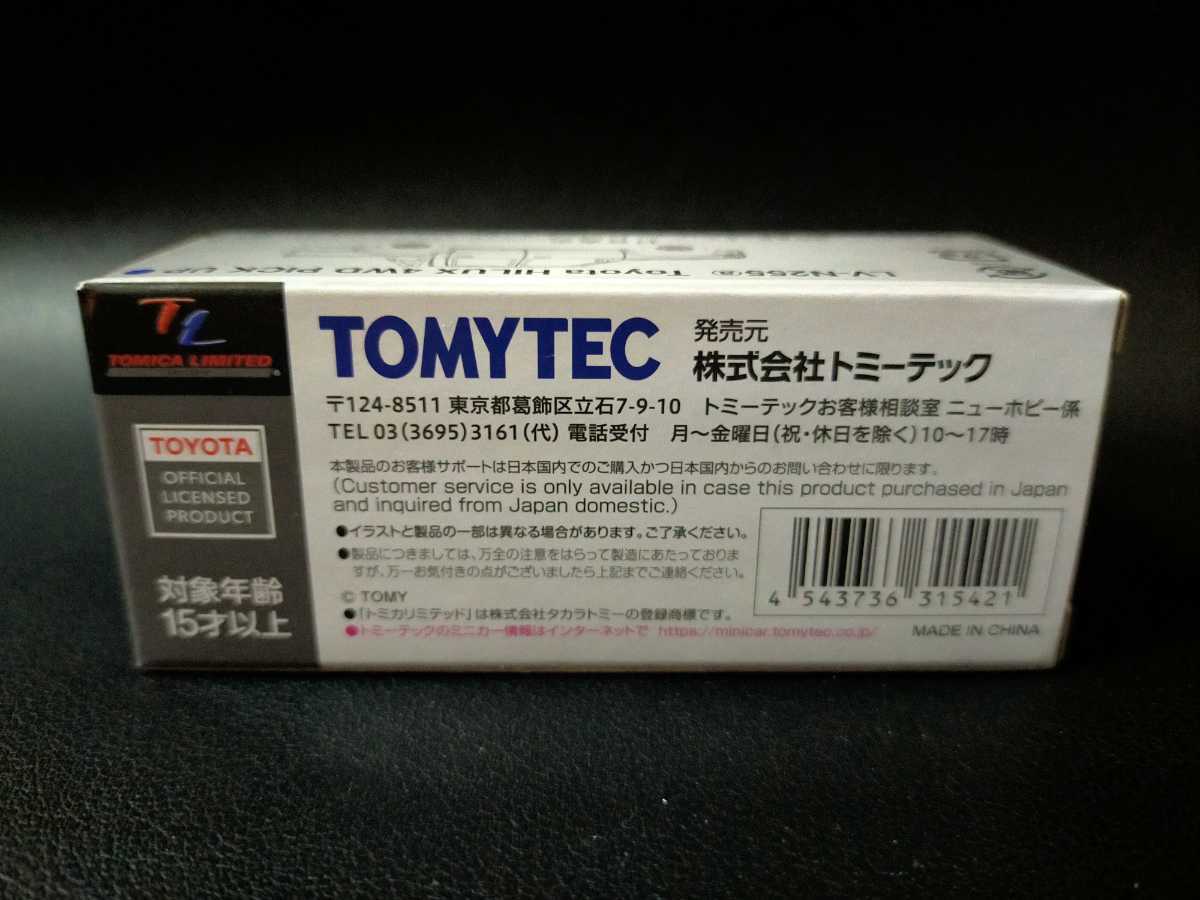 LV-N255ⓐ Toyota HILUX 4WD PICK UP
TL
TOMICA LIMITED
TOYOTA
OFFICIAL
LICENSED
PRODUCT
対象年齢
15才以上
TOMYTEC
発売元
株式会社トミーテック
〒124-8511 東京都葛飾区立石7-9-10 トミーテックお客様相談室 ニューホビー係
TEL 03(3695)3161(代) 電話受付 月〜金曜日(祝・休日を除く)10〜17時
本製品のお客様サポートは日本国内でのご購入かつ日本国内からのお問い合わせに限ります。
(Customer service is only available in case this product purchased in Japan
and inquired from Japan domestic.)
●イラストと製品の一部は異なる場合があります。ご了承ください。
●製品につきましては、万全の注意をはらって製造にあたっておりま
すが、万一お気付きの点がございましたら上記までご連絡ください。
© TOMY
●「トミカリミテッド」は株式会社タカラトミーの登録商標です。
●トミーテックのミニカー情報はインターネットで https://minicar.tomytec.co.jp/
4 543736 315421
MADE IN CHINA